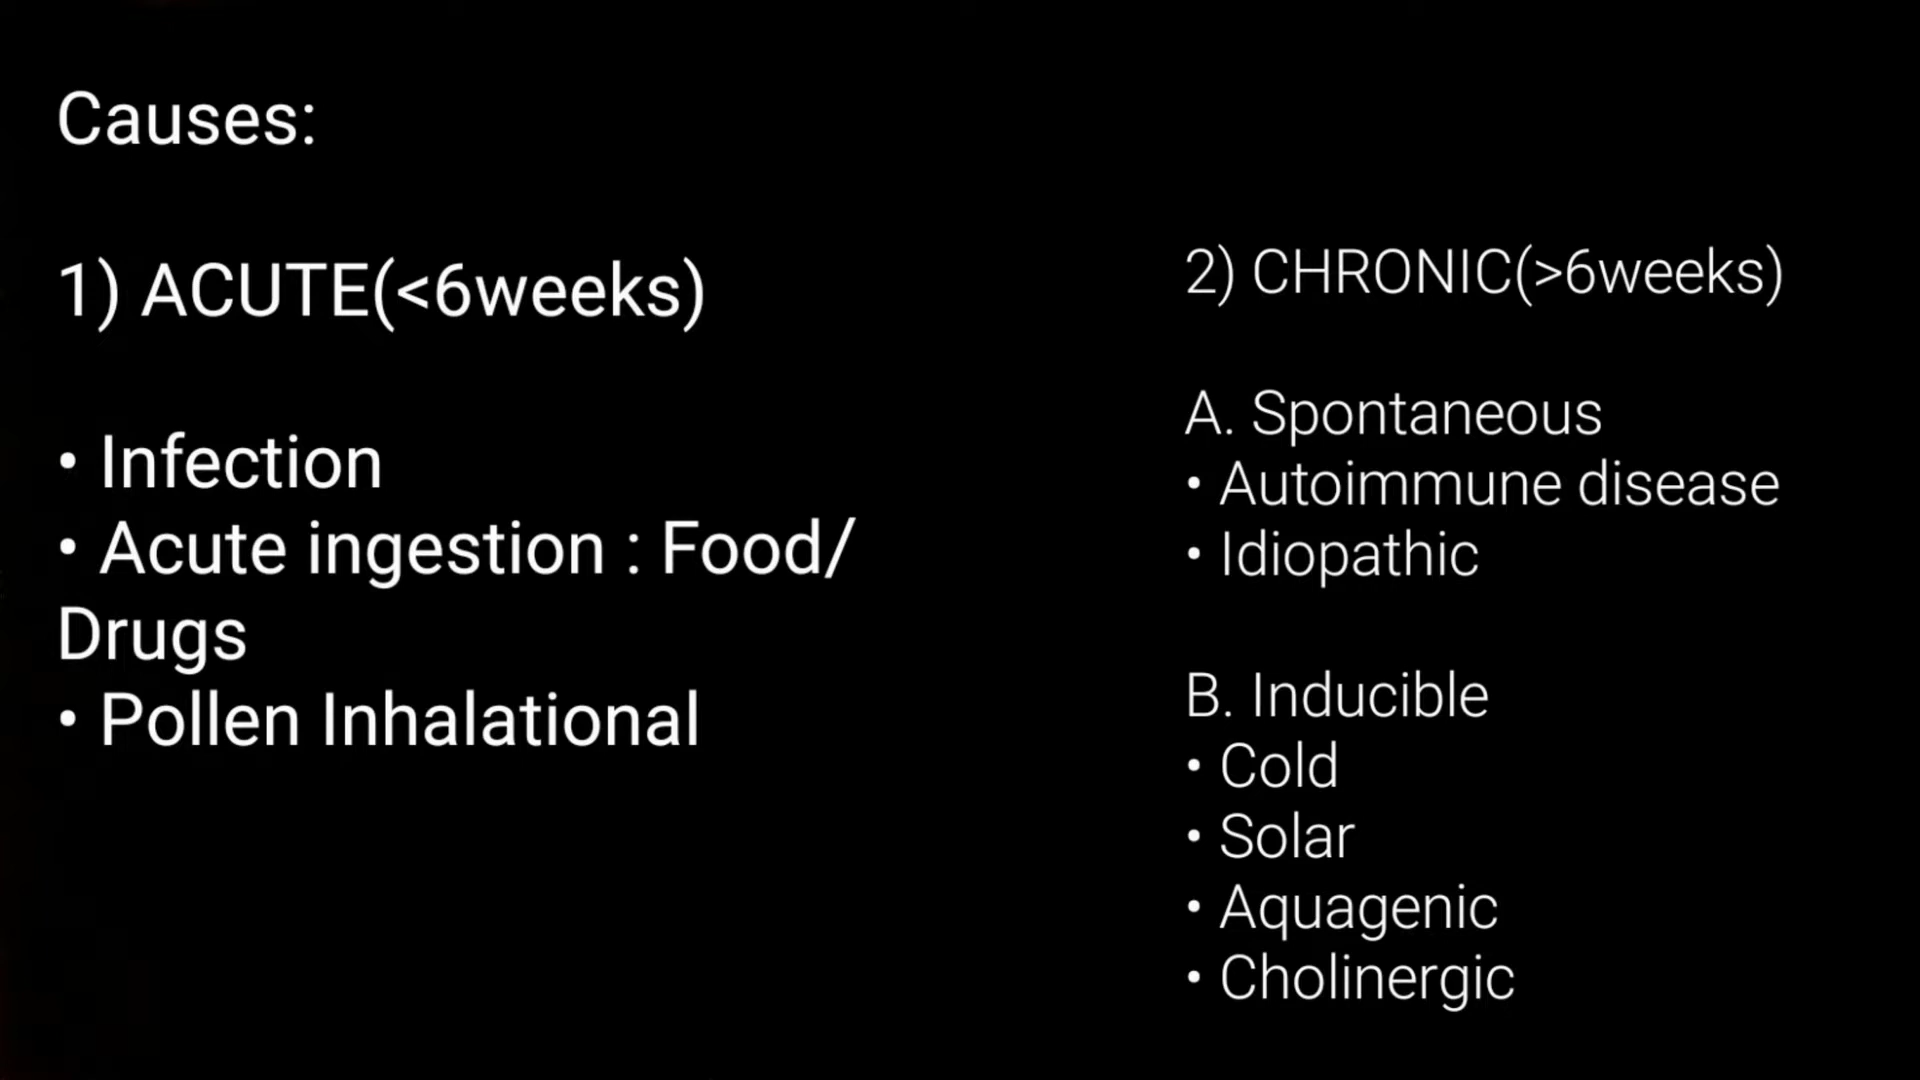 Causes:
1) ACUTE(<6weeks)
• Infection
• Acute ingestion : Food/
Drugs
• Pollen Inhalational
2) CHRONIC(>6weeks)
A. Spontaneous
• Autoimmune disease
• Idiopathic
B. Inducible
• Cold
• Solar
• Aquagenic
• Cholinergic